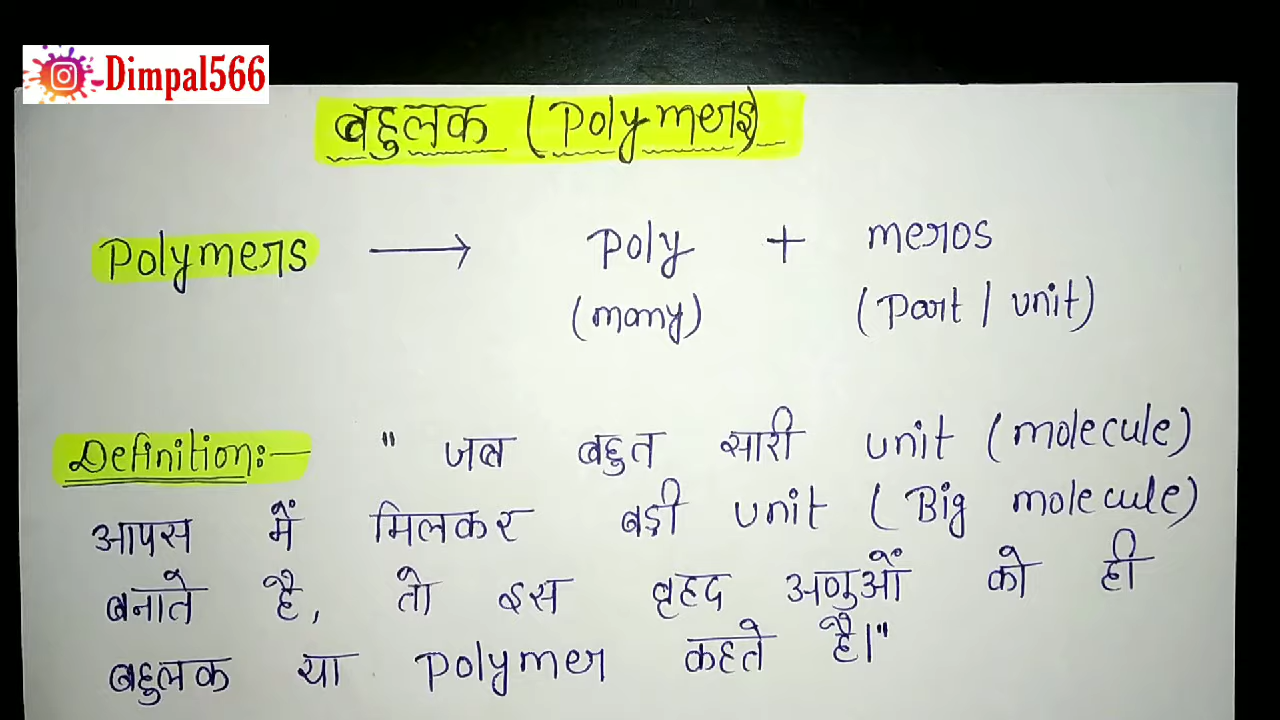 Dimpal566
बहुलक (Polymers)
Polymers → Poly + meros
(many) (Part / unit)
Definition:— " जब बहुत सारी unit (molecule)
आपस में मिलकर बड़ी unit ( Big molecule)
बनाते है, तो इस वृहद अणुओं को ही
बहुलक या Polymer कहते है।"